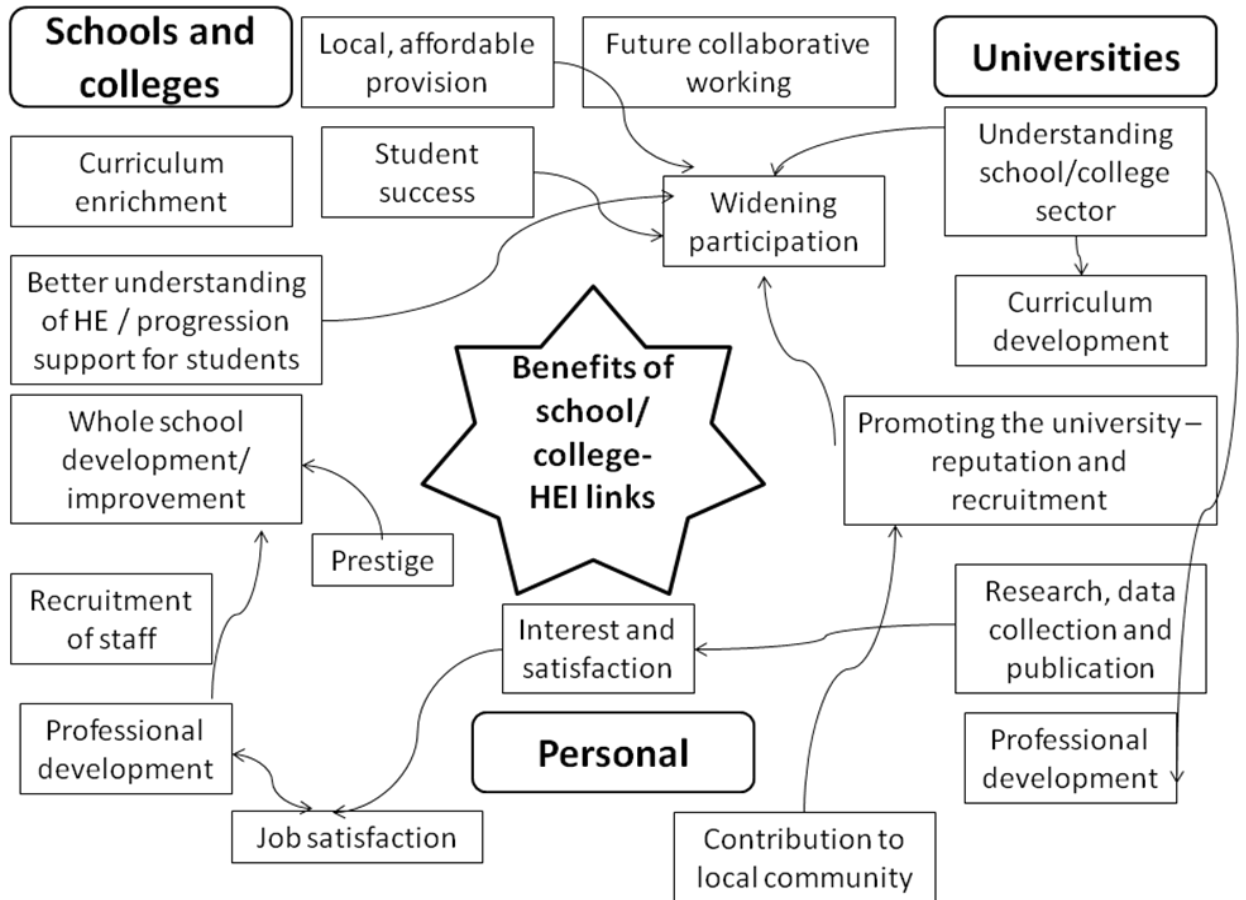 Schools and
colleges
Local, affordable
provision
Future collaborative
working
Universities
Curriculum
enrichment
Student
success
Widening
participation
Understanding
school/college
sector
Better understanding
of HE / progression
support for students
Curriculum
development
Benefits of
school/
college-
HEI links
Whole school
development/
improvement
Promoting the university –
reputation and
recruitment
Prestige
Recruitment
of staff
Interest and
satisfaction
Research, data
collection and
publication
Professional
development
Personal
Professional
development
Job satisfaction
Contribution to
local community